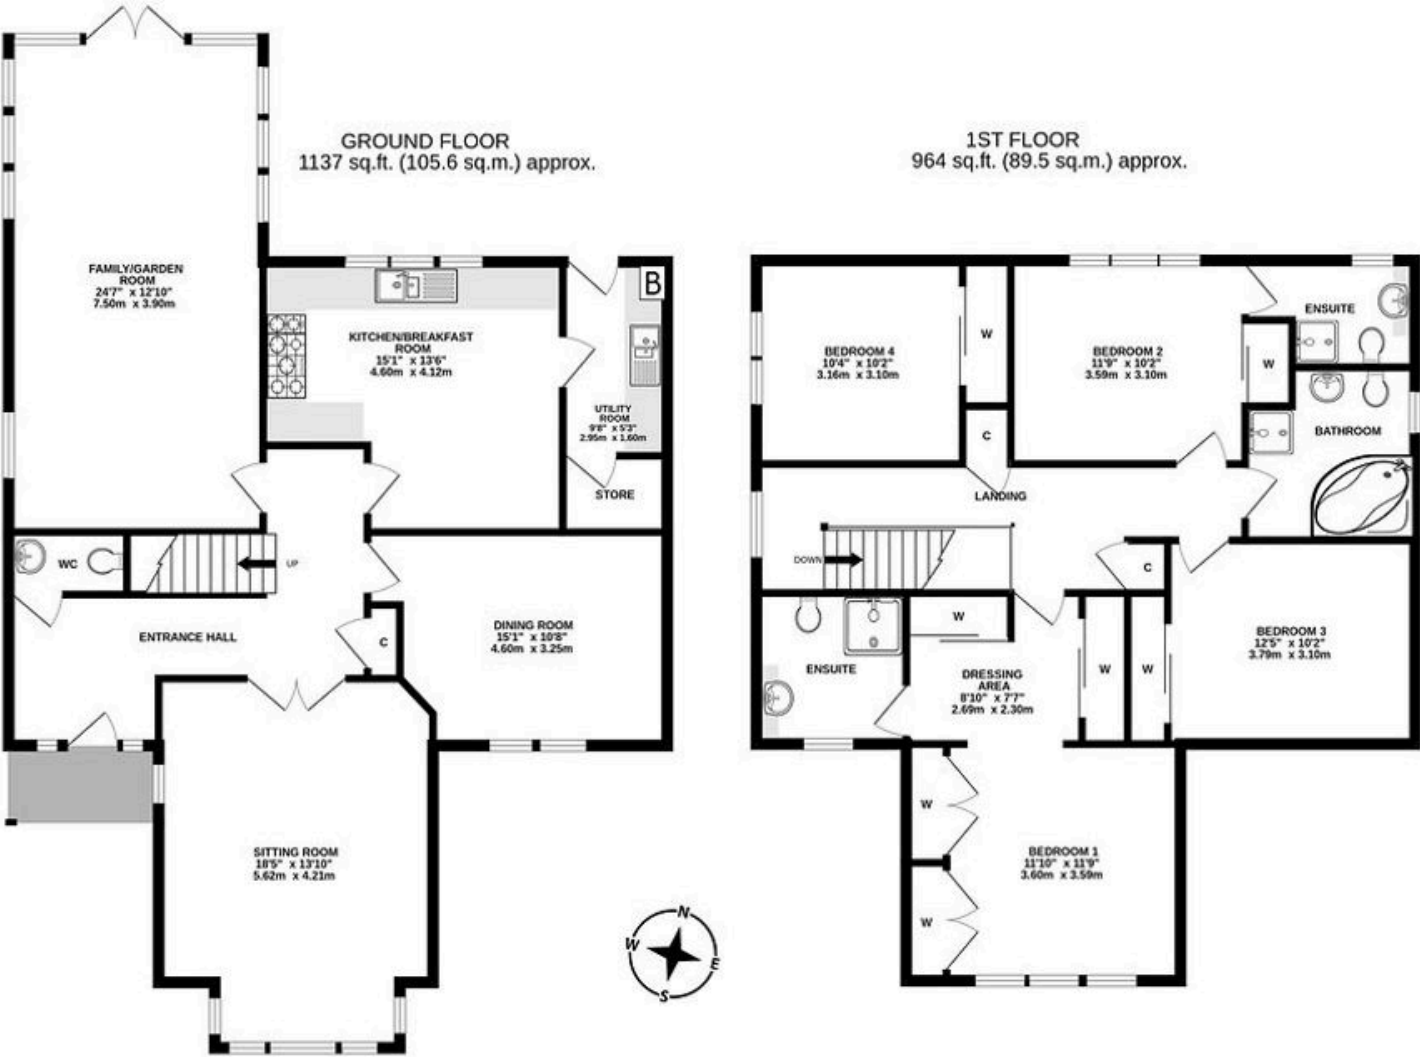 GROUND FLOOR
1137 sq.ft. (105.6 sq.m.) approx.
FAMILY/GARDEN
ROOM
24'7" x 12'10"
7.50m x 3.90m
KITCHEN/BREAKFAST
ROOM
15'1" x 13'6"
4.60m x 4.12m
B
UTILITY
ROOM
9'8" x 5'3"
2.95m x 1.60m
STORE
WC
UP
ENTRANCE HALL
C
DINING ROOM
15'1" x 10'8"
4.60m x 3.25m
SITTING ROOM
18'5" x 13'10"
5.62m x 4.21m
N
W
E
S
1ST FLOOR
964 sq.ft. (89.5 sq.m.) approx.
BEDROOM 4
10'4" x 10'2"
3.16m x 3.10m
W
C
BEDROOM 2
11'9" x 10'2"
3.59m x 3.10m
W
ENSUITE
BATHROOM
LANDING
DOWN
C
ENSUITE
W
DRESSING
AREA
8'10" x 7'7"
2.69m x 2.30m
W
W
BEDROOM 3
12'5" x 10'2"
3.79m x 3.10m
W
W
BEDROOM 1
11'10" x 11'9"
3.60m x 3.59m